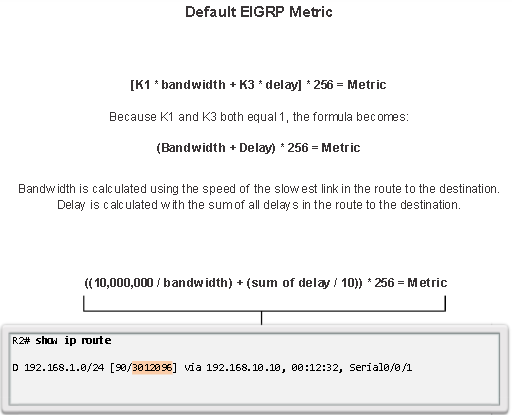 Default EIGRP Metric
[K1 * bandwidth + K3 * delay] * 256 = Metric
Because K1 and K3 both equal 1, the formula becomes:
(Bandwidth + Delay) * 256 = Metric
Bandwidth is calculated using the speed of the slowest link in the route to the destination.
Delay is calculated with the sum of all delays in the route to the destination.
((10,000,000 / bandwidth) + (sum of delay / 10)) * 256 = Metric
R2# show ip route
D 192.168.1.0/24 [90/3012096] via 192.168.10.10, 00:12:32, Serial0/0/1